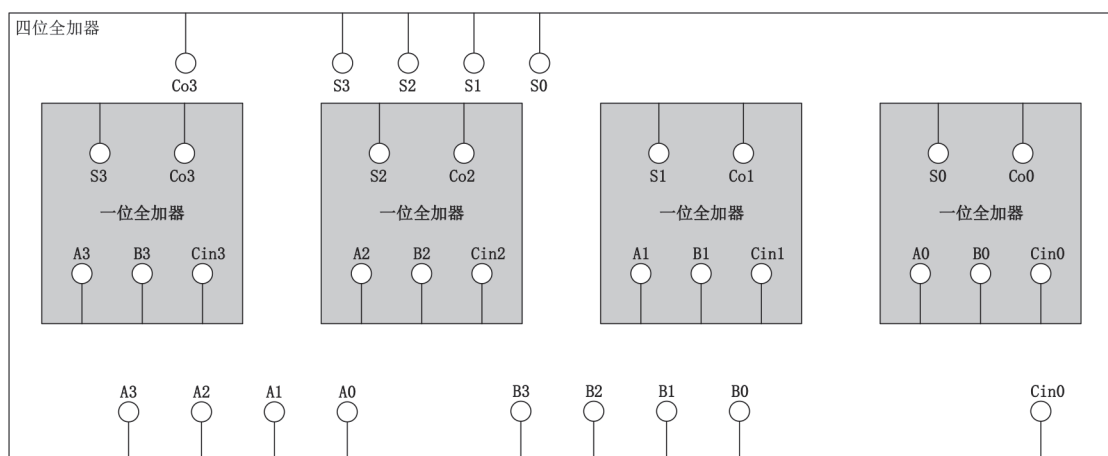 四位全加器
Co3 S3 S2 S1 S0
S3 Co3 S2 Co2 S1 Co1 S0 Co0
一位全加器 一位全加器 一位全加器 一位全加器
A3 B3 Cin3 A2 B2 Cin2 A1 B1 Cin1 A0 B0 Cin0
A3 A2 A1 A0 B3 B2 B1 B0 Cin0